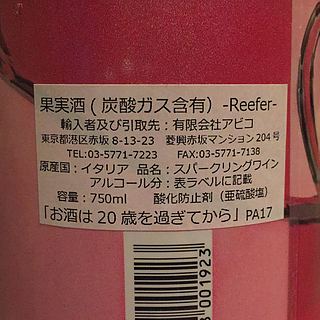 果実酒(炭酸ガス含有) -Reefer-
輸入者及び引取先：有限会社アビコ
東京都港区赤坂 8-13-23　菱興赤坂マンション 204号
TEL:03-5771-7223　FAX:03-5771-7138
原産国：イタリア　品名：スパークリングワイン
アルコール分：表ラベルに記載
容量：750ml　酸化防止剤（亜硫酸塩）
「お酒は 20 歳を過ぎてから」 PA17
001923